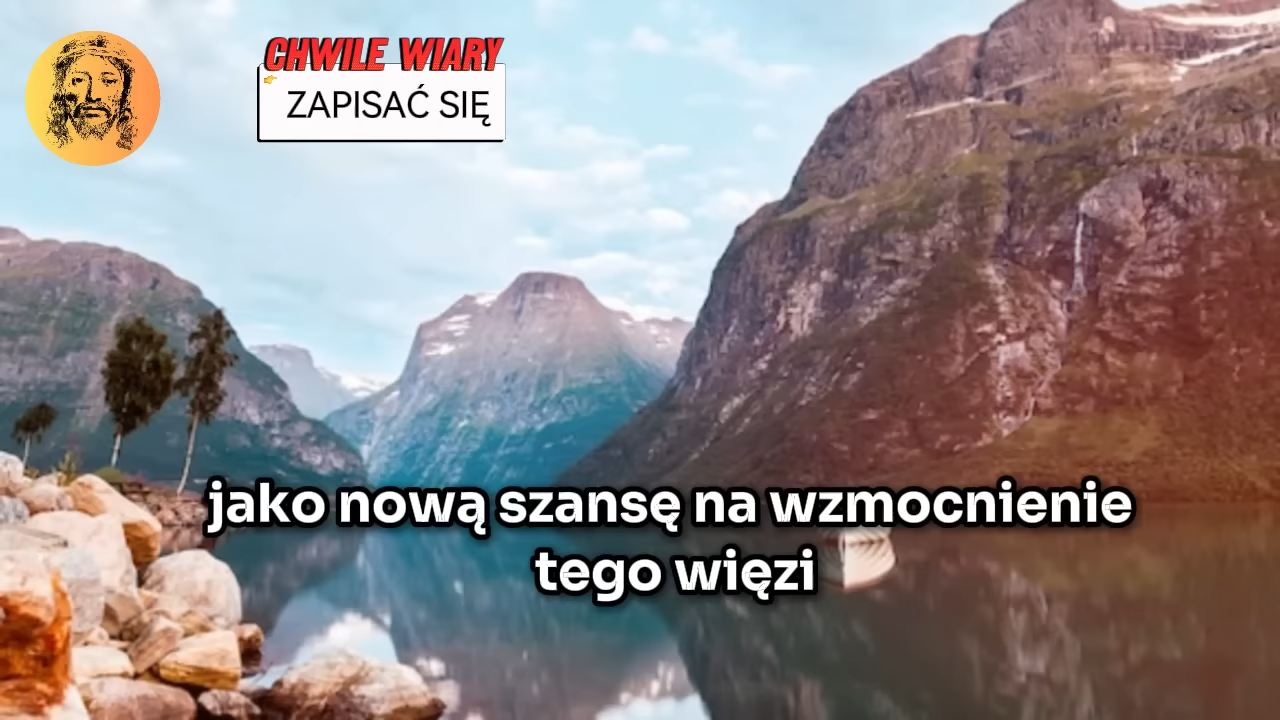 CHWILE WIARY
ZAPISAĆ SIĘ
jako nową szansę na wzmocnienie
tego więzi